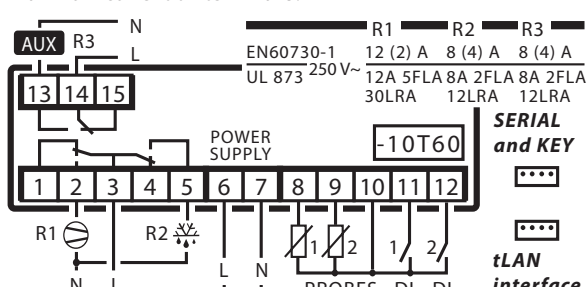 N
R1 R2 R3
AUX R3
L
EN60730-1 250 V~ 12 (2) A 8 (4) A 8 (4) A
UL 873 12A 5FLA 8A 2FLA 8A 2FLA
30LRA 12LRA 12LRA
13 14 15
SERIAL
and KEY
POWER
SUPPLY
-10T60
1 2 3 4 5 6 7 8 9 10 11 12
R1 R2 1 2 1 2
L N
tLAN
N L PROBES DI DI
interface